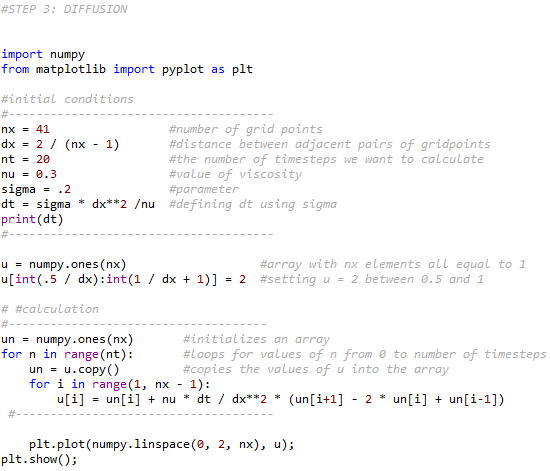 #STEP 3: DIFFUSION
import numpy
from matplotlib import pyplot as plt
#initial conditions
#--------------------------------------
nx = 41                 #number of grid points
dx = 2 / (nx - 1)       #distance between adjacent pairs of gridpoints
nt = 20                 #the number of timesteps we want to calculate
nu = 0.3                #value of viscosity
sigma = .2              #parameter
dt = sigma * dx**2 /nu  #defining dt using sigma
print(dt)
#--------------------------------------
u = numpy.ones(nx)                   #array with nx elements all equal to 1
u[int(.5 / dx):int(1 / dx + 1)] = 2  #setting u = 2 between 0.5 and 1
# #calculation
#-------------------------------------
un = numpy.ones(nx)       #initializes an array
for n in range(nt):       #loops for values of n from 0 to number of timesteps
    un = u.copy()         #copies the values of u into the array
    for i in range(1, nx - 1):
        u[i] = un[i] + nu * dt / dx**2 * (un[i+1] - 2 * un[i] + un[i-1])
 #-------------------------------------
    plt.plot(numpy.linspace(0, 2, nx), u);
plt.show();